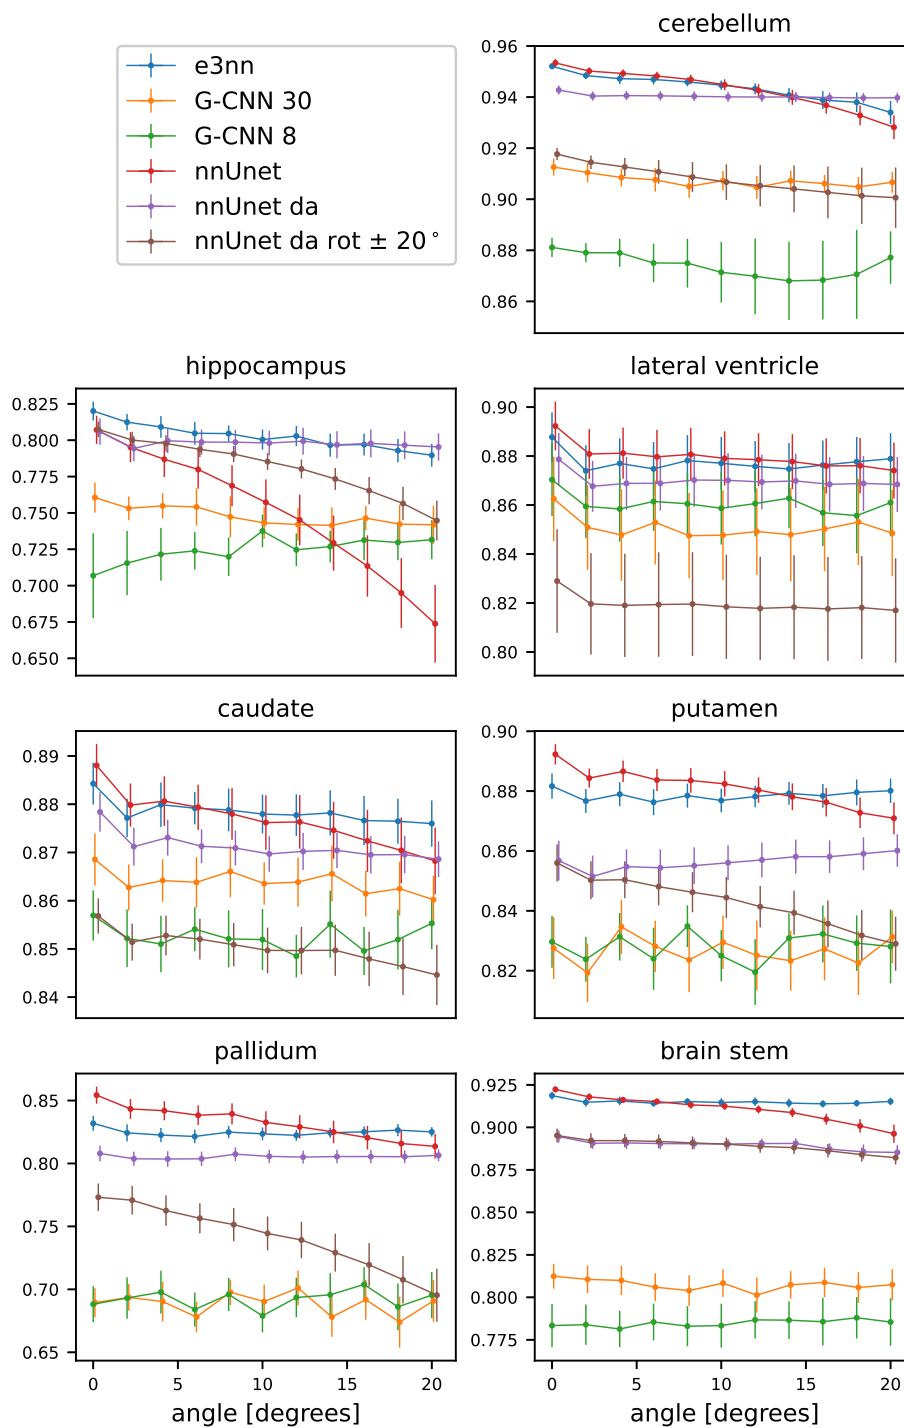 e3nn
G-CNN 30
G-CNN 8
nnUnet
nnUnet da
nnUnet da rot ± 20°
cerebellum
0.96
0.94
0.92
0.90
0.88
0.86
hippocampus
0.825
0.800
0.775
0.750
0.725
0.700
0.675
0.650
lateral ventricle
0.90
0.88
0.86
0.84
0.82
0.80
caudate
0.89
0.88
0.87
0.86
0.85
0.84
putamen
0.90
0.88
0.86
0.84
0.82
pallidum
0.85
0.80
0.75
0.70
0.65
0 5 10 15 20
angle [degrees]
brain stem
0.925
0.900
0.875
0.850
0.825
0.800
0.775
0 5 10 15 20
angle [degrees]